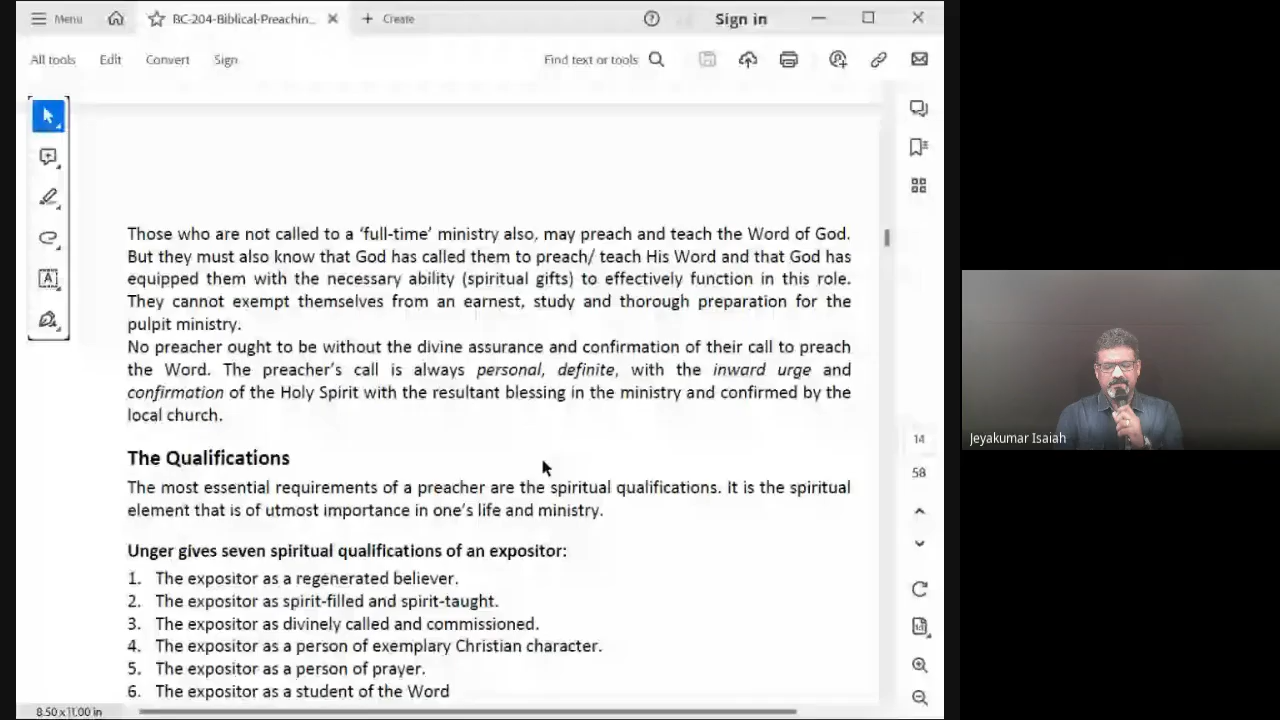 Menu
BC-204-Biblical-Preachin...
Create
Sign in
All tools
Edit
Convert
Sign
Find text or tools
Those who are not called to a ‘full-time’ ministry also, may preach and teach the Word of God.
But they must also know that God has called them to preach/ teach His Word and that God has
equipped them with the necessary ability (spiritual gifts) to effectively function in this role.
They cannot exempt themselves from an earnest, study and thorough preparation for the
pulpit ministry.
No preacher ought to be without the divine assurance and confirmation of their call to preach
the Word. The preacher’s call is always personal, definite, with the inward urge and
confirmation of the Holy Spirit with the resultant blessing in the ministry and confirmed by the
local church.
The Qualifications
The most essential requirements of a preacher are the spiritual qualifications. It is the spiritual
element that is of utmost importance in one’s life and ministry.
Unger gives seven spiritual qualifications of an expositor:
1. The expositor as a regenerated believer.
2. The expositor as spirit-filled and spirit-taught.
3. The expositor as divinely called and commissioned.
4. The expositor as a person of exemplary Christian character.
5. The expositor as a person of prayer.
6. The expositor as a student of the Word
14
58
8.50 x 11.00 in
Jeyakumar Isaiah